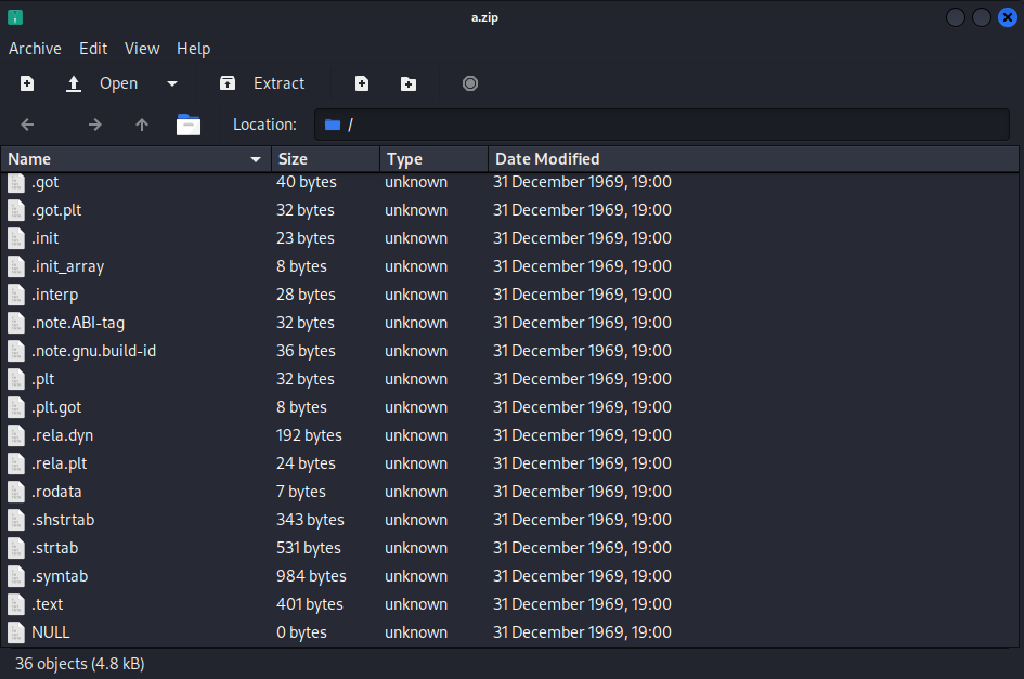 a.zip
Archive Edit View Help
Open Extract
Location: /
Name Size Type Date Modified
.got 40 bytes unknown 31 December 1969, 19:00
.got.plt 32 bytes unknown 31 December 1969, 19:00
.init 23 bytes unknown 31 December 1969, 19:00
.init_array 8 bytes unknown 31 December 1969, 19:00
.interp 28 bytes unknown 31 December 1969, 19:00
.note.ABI-tag 32 bytes unknown 31 December 1969, 19:00
.note.gnu.build-id 36 bytes unknown 31 December 1969, 19:00
.plt 32 bytes unknown 31 December 1969, 19:00
.plt.got 8 bytes unknown 31 December 1969, 19:00
.rela.dyn 192 bytes unknown 31 December 1969, 19:00
.rela.plt 24 bytes unknown 31 December 1969, 19:00
.rodata 7 bytes unknown 31 December 1969, 19:00
.shstrtab 343 bytes unknown 31 December 1969, 19:00
.strtab 531 bytes unknown 31 December 1969, 19:00
.symtab 984 bytes unknown 31 December 1969, 19:00
.text 401 bytes unknown 31 December 1969, 19:00
NULL 0 bytes unknown 31 December 1969, 19:00
36 objects (4.8 kB)